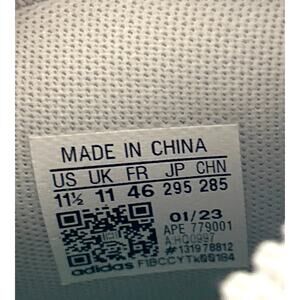 MADE IN CHINA
US UK FR JP CHN
11½ 11 46 295 285
01/23
APE 779001
#131978812
adidas